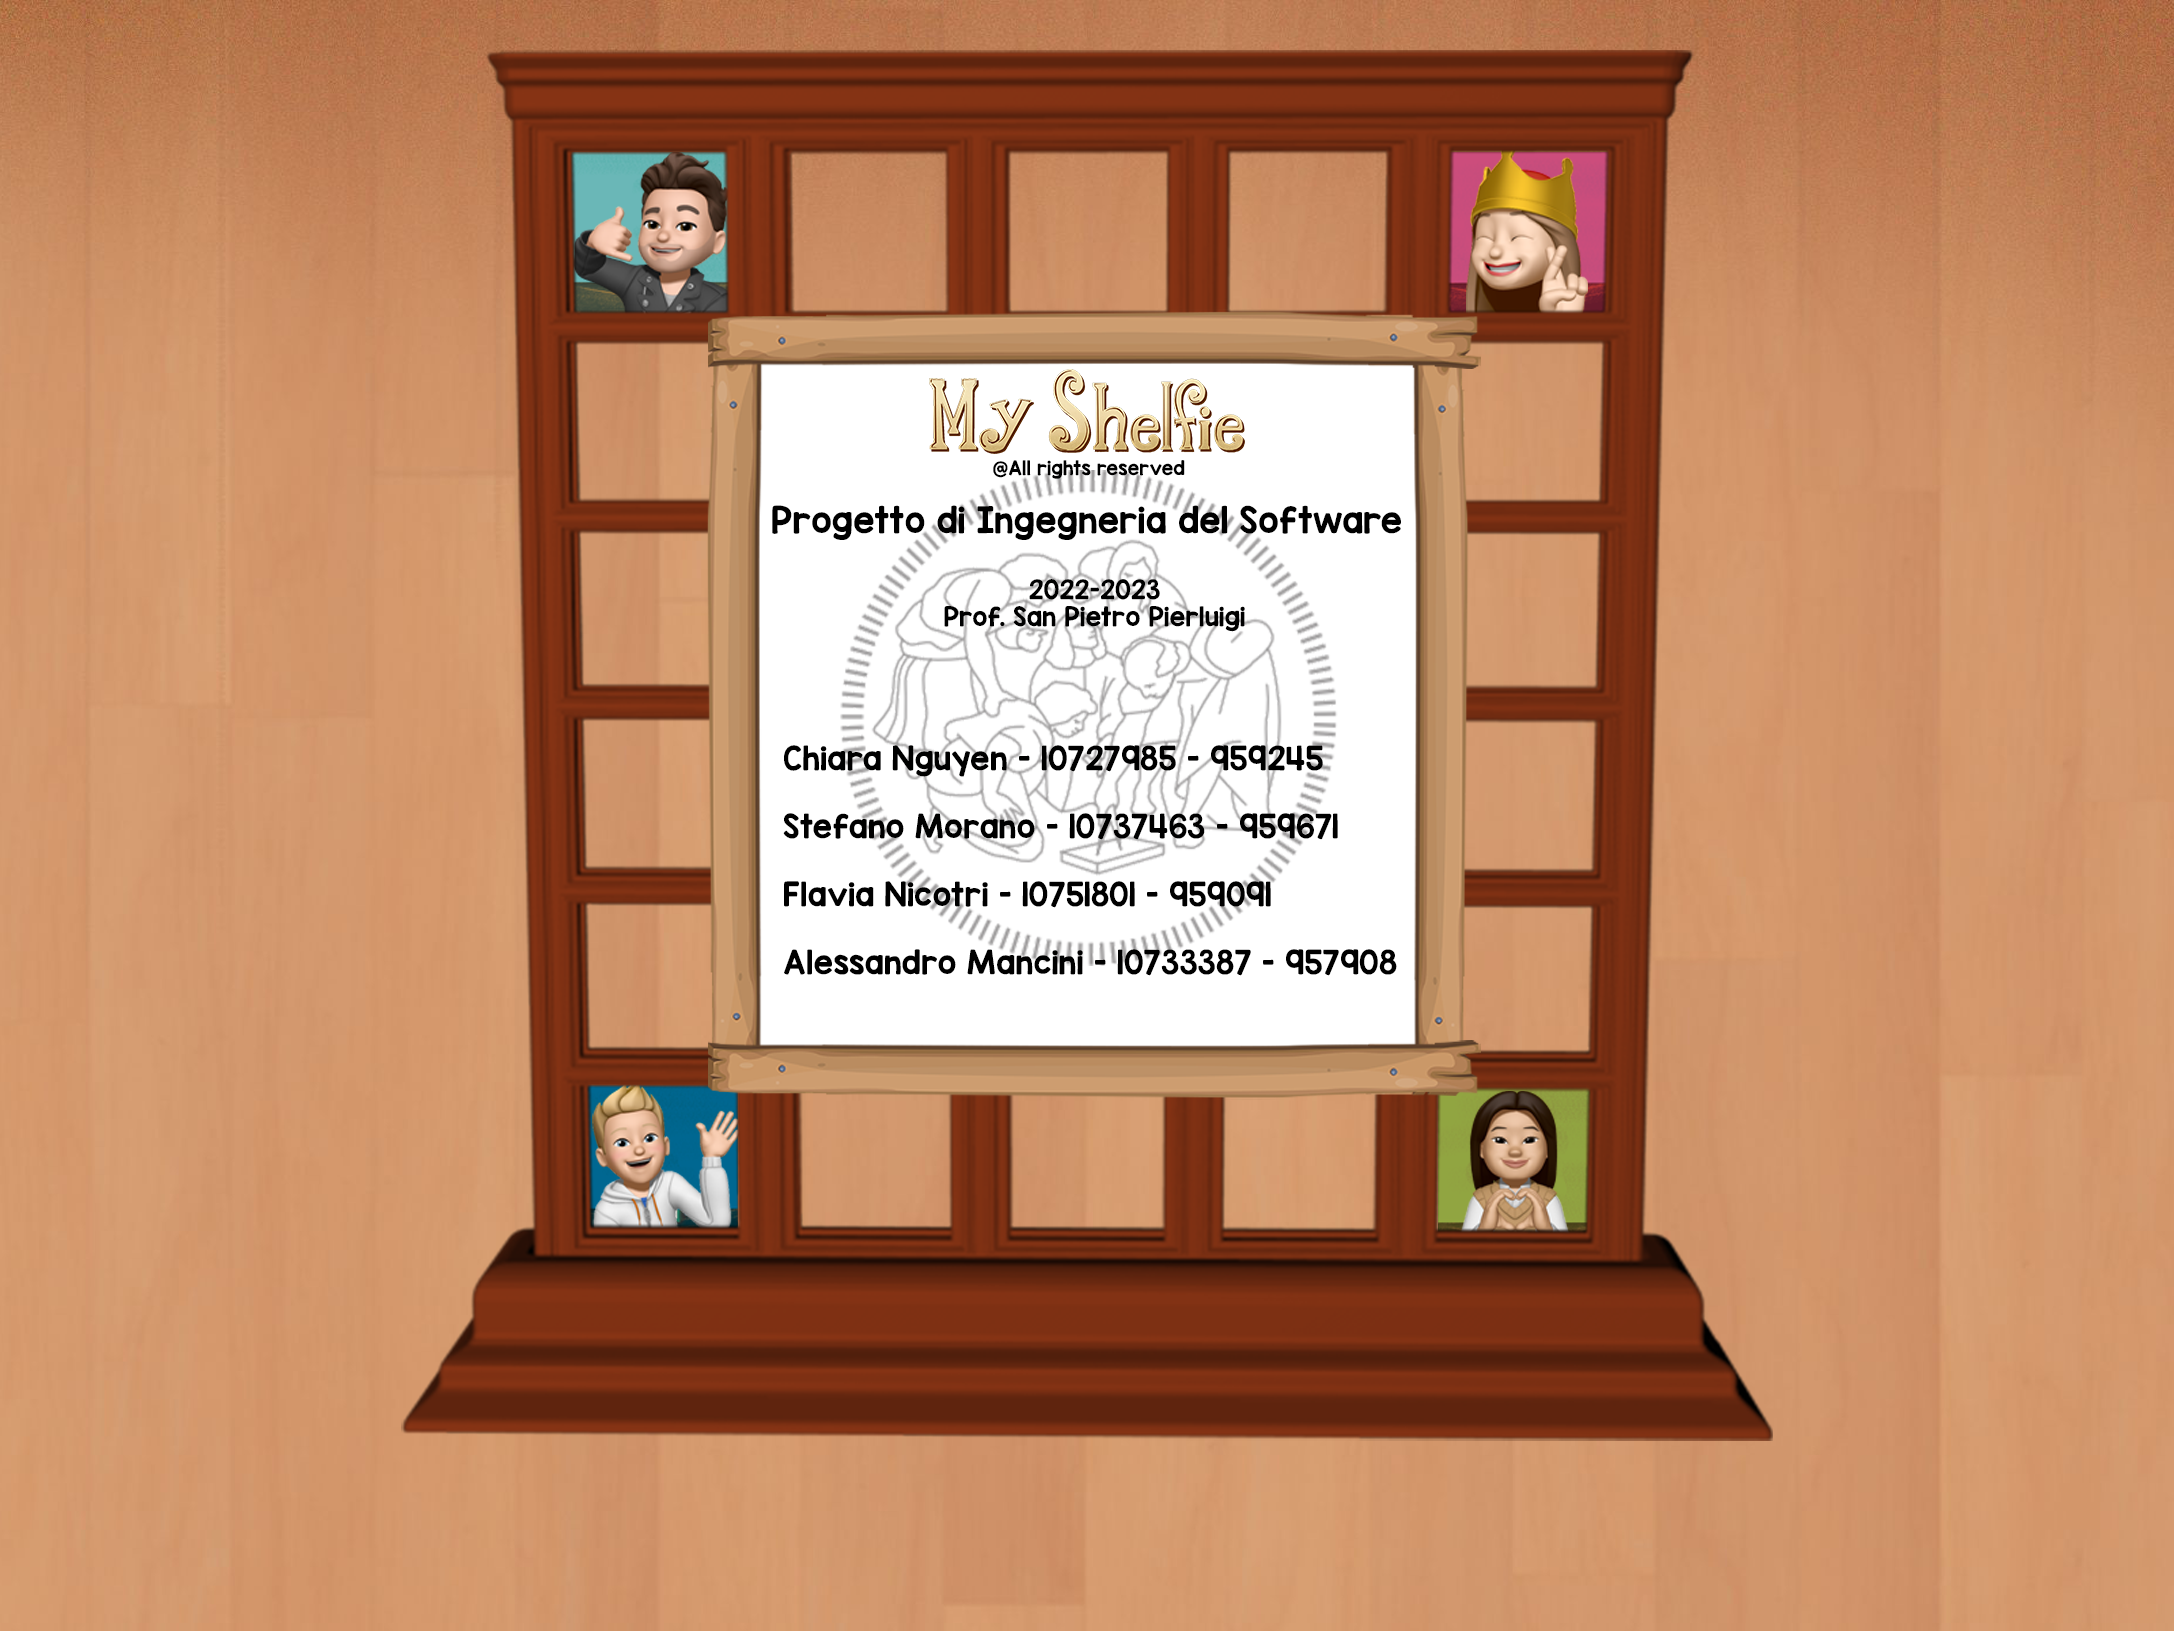 My Shelfie
@All rights reserved
Progetto di Ingegneria del Software
2022-2023
Prof. San Pietro Pierluigi
Chiara Nguyen - 10727985 - 959245
Stefano Morano - 10737463 - 959671
Flavia Nicotri - 10751801 - 959091
Alessandro Mancini - 10733387 - 957908